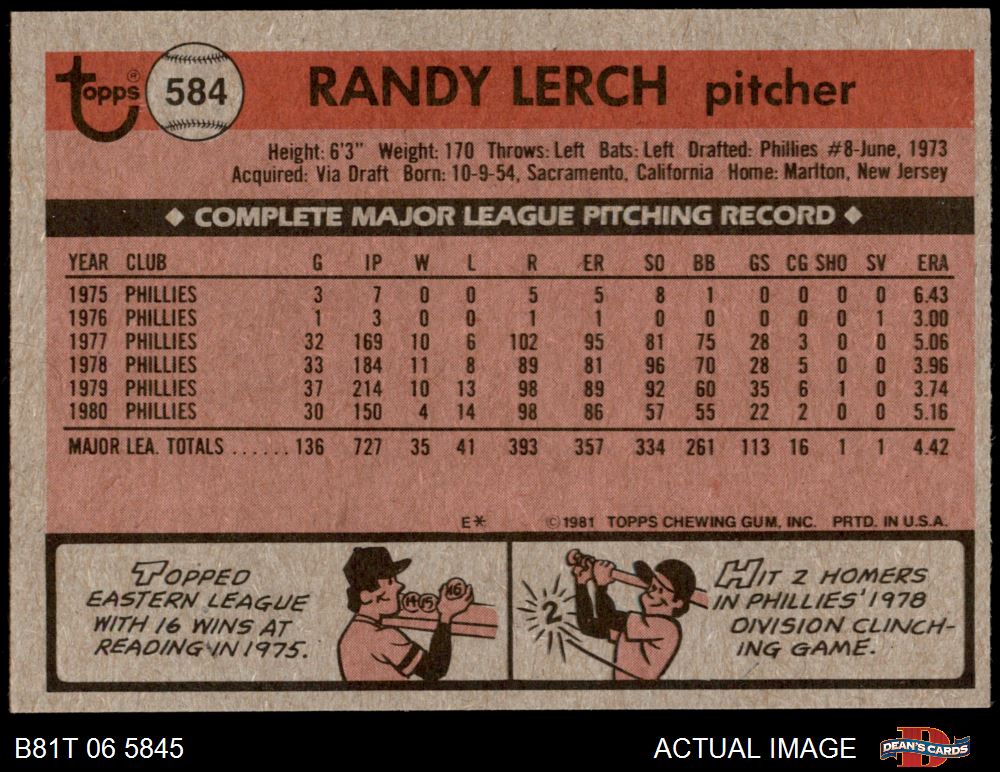 topps® 584 RANDY LERCH pitcher
Height: 6'3" Weight: 170 Throws: Left Bats: Left Drafted: Phillies #8-June, 1973
Acquired: Via Draft Born: 10-9-54, Sacramento, California Home: Marlton, New Jersey
◆ COMPLETE MAJOR LEAGUE PITCHING RECORD ◆
YEAR CLUB G IP W L R ER SO BB GS CG SHO SV ERA
1975 PHILLIES 3 7 0 0 5 5 8 1 0 0 0 0 6.43
1976 PHILLIES 1 3 0 0 1 1 0 0 0 0 0 1 3.00
1977 PHILLIES 32 169 10 6 102 95 81 75 28 3 0 0 5.06
1978 PHILLIES 33 184 11 8 89 81 96 70 28 5 0 0 3.96
1979 PHILLIES 37 214 10 13 98 89 92 60 35 6 1 0 3.74
1980 PHILLIES 30 150 4 14 98 86 57 55 22 2 0 0 5.16
MAJOR LEA. TOTALS ...... 136 727 35 41 393 357 334 261 113 16 1 1 4.42
E* ©1981 TOPPS CHEWING GUM, INC. PRTD. IN U.S.A.
TOPPED
EASTERN LEAGUE
WITH 16 WINS AT
READING IN 1975.
14 15 16
2
HIT 2 HOMERS
IN PHILLIES' 1978
DIVISION CLINCH-
ING GAME.
B81T 06 5845 ACTUAL IMAGE DEAN'S CARDS